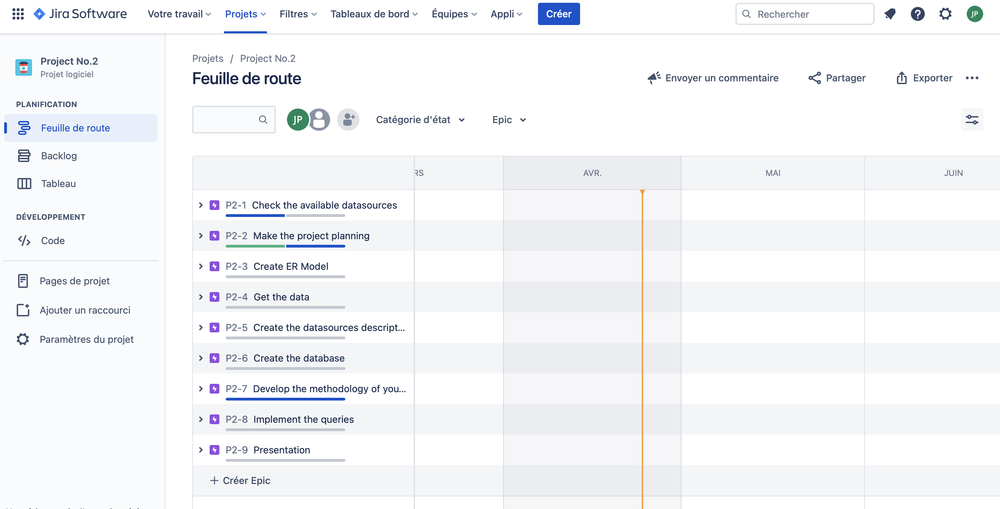 Jira Software Votre travail Projets Filtres Tableaux de bord Équipes Appli Créer Rechercher JP
Project No.2
Projet logiciel
PLANIFICATION
Feuille de route
Backlog
Tableau
DÉVELOPPEMENT
Code
Pages de projet
Ajouter un raccourci
Paramètres du projet
Projets / Project No.2
Feuille de route
Envoyer un commentaire Partager Exporter
JP Catégorie d'état Epic
RS AVR. MAI JUIN
P2-1 Check the available datasources
P2-2 Make the project planning
P2-3 Create ER Model
P2-4 Get the data
P2-5 Create the datasources descript...
P2-6 Create the database
P2-7 Develop the methodology of you...
P2-8 Implement the queries
P2-9 Presentation
+ Créer Epic